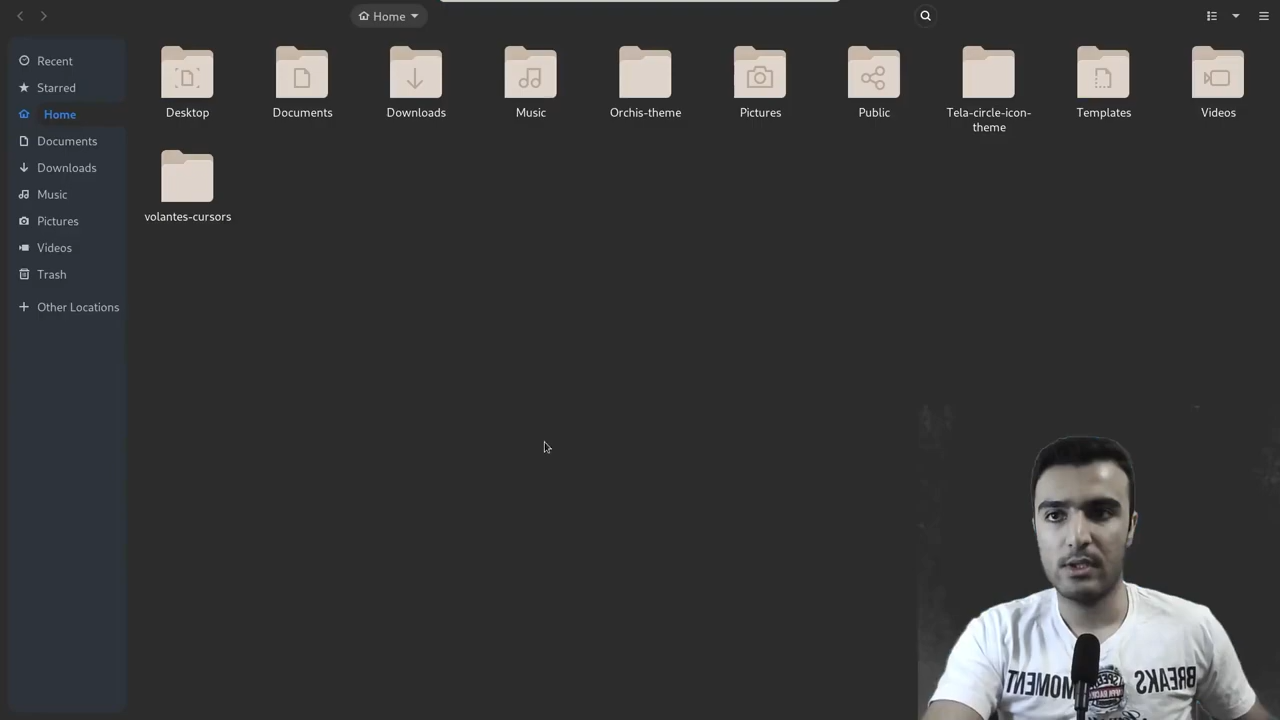 Home
Recent
Starred
Home
Documents
Downloads
Music
Pictures
Videos
Trash
Other Locations
Desktop
Documents
Downloads
Music
Orchis-theme
Pictures
Public
Tela-circle-icon-
theme
Templates
Videos
volantes-cursors
MOMENT
BREAKS